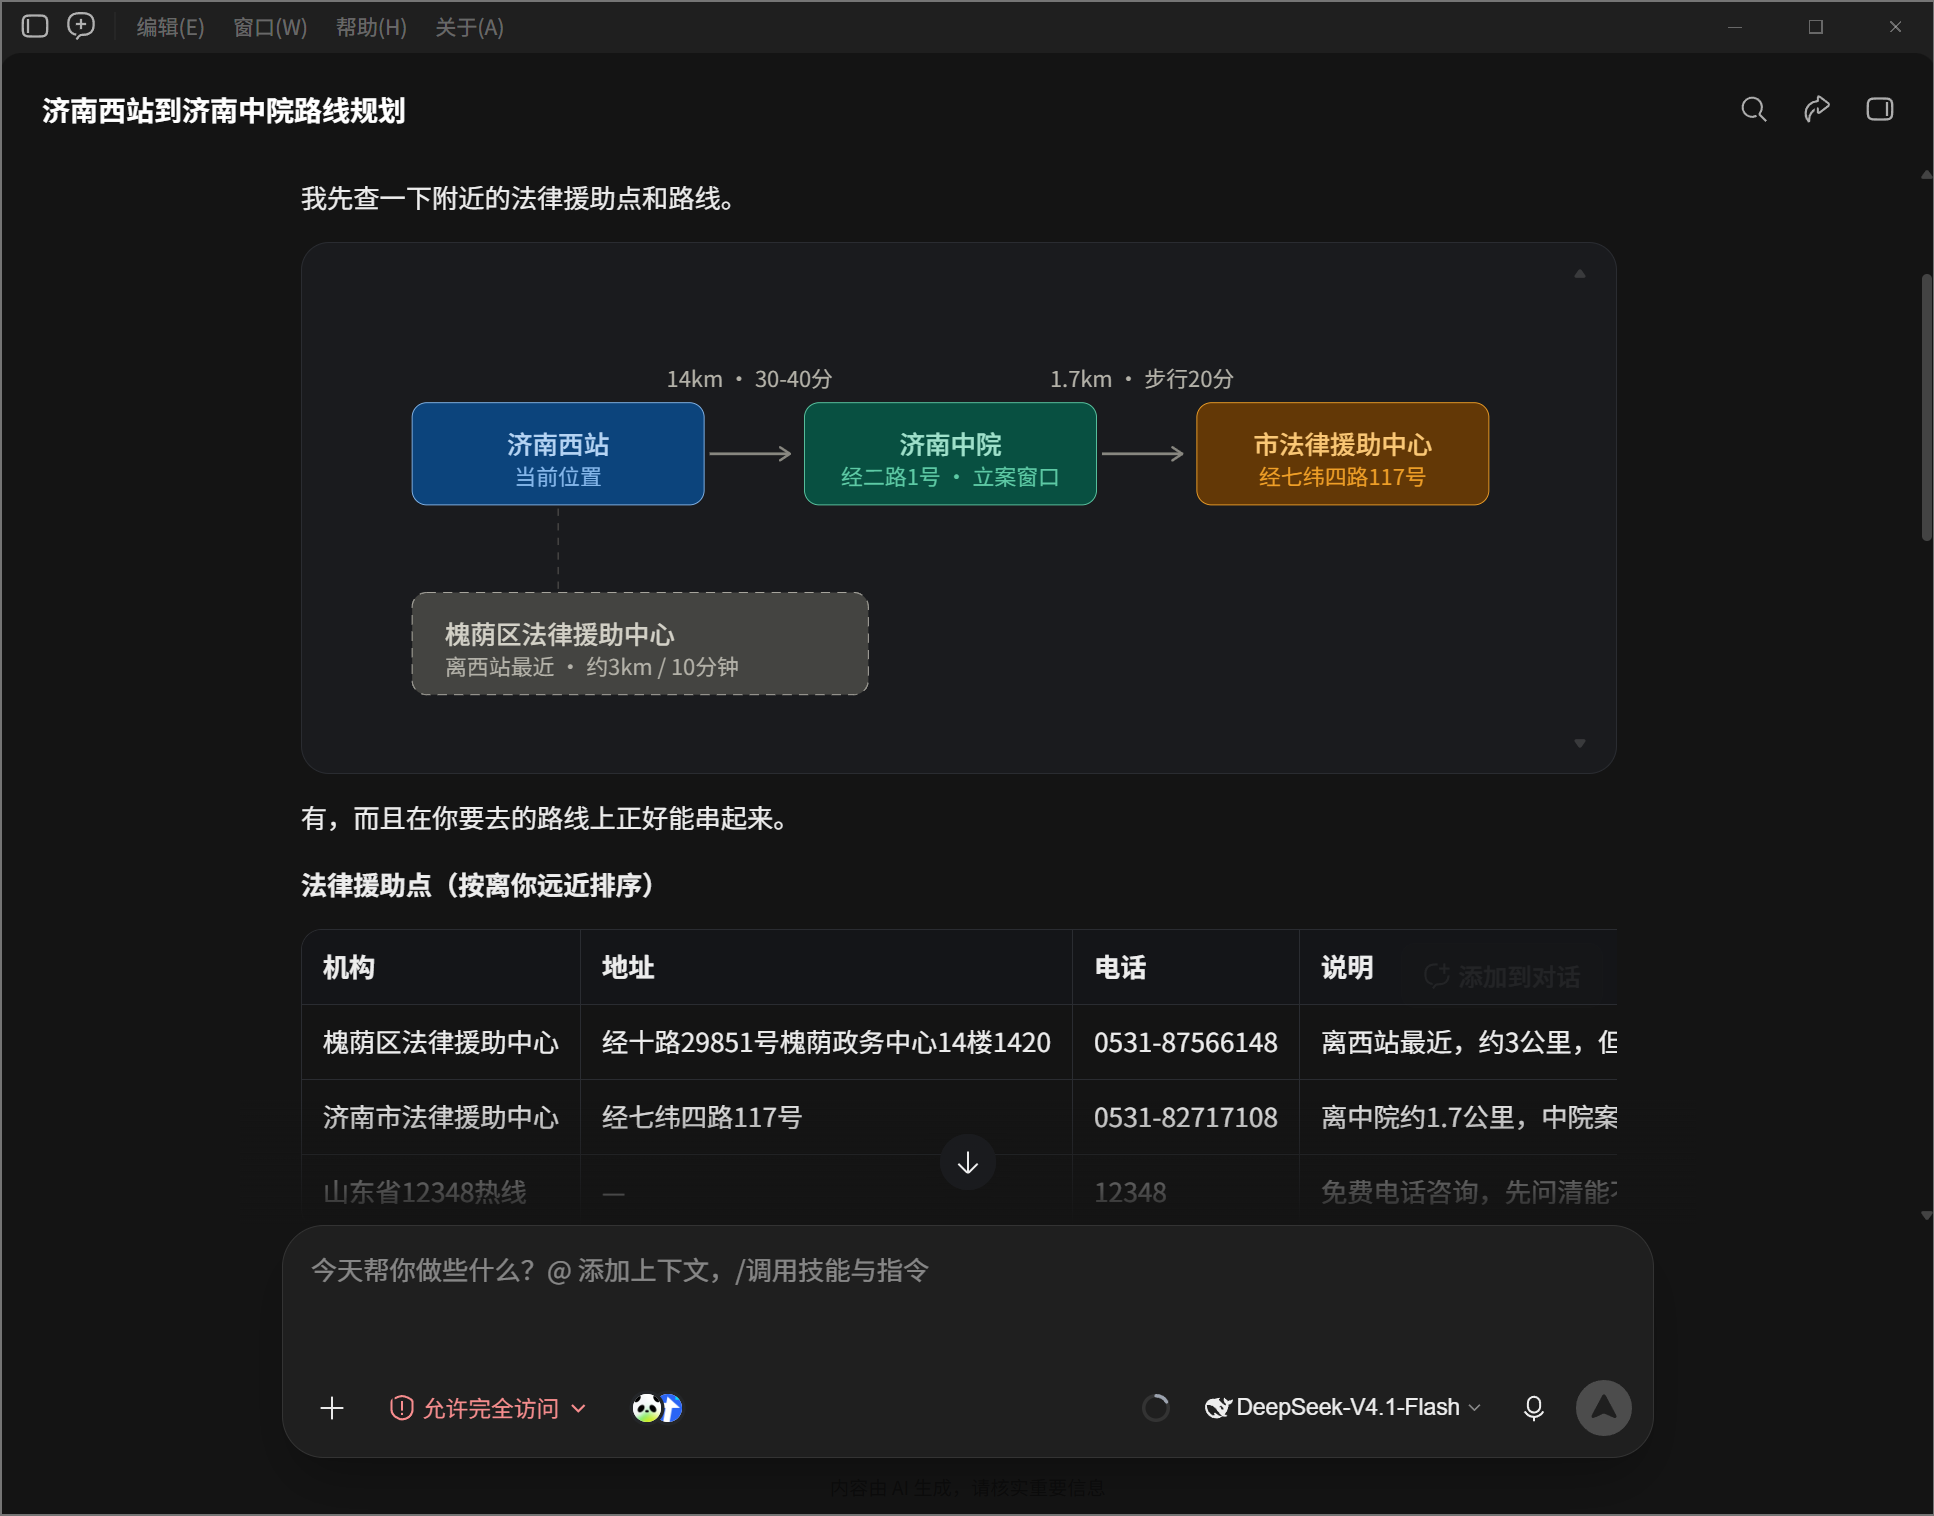 编辑(E) 窗口(W) 帮助(H) 关于(A)
济南西站到济南中院路线规划
我先查一下附近的法律援助点和路线。
14km · 30-40分
1.7km · 步行20分
济南西站
当前位置
济南中院
经二路1号 · 立案窗口
市法律援助中心
经七纬四路117号
槐荫区法律援助中心
离西站最近 · 约3km / 10分钟
有，而且在你要去的路线上正好能串起来。
法律援助点（按离你远近排序）
机构 地址 电话 说明 添加到对话
槐荫区法律援助中心 经十路29851号槐荫政务中心14楼1420 0531-87566148 离西站最近，约3公里，但
济南市法律援助中心 经七纬四路117号 0531-82717108 离中院约1.7公里，中院案
山东省12348热线 — 12348 免费电话咨询，先问清能
今天帮你做些什么？@ 添加上下文，/调用技能与指令
允许完全访问 DeepSeek-V4.1-Flash
内容由 AI 生成，请核实重要信息